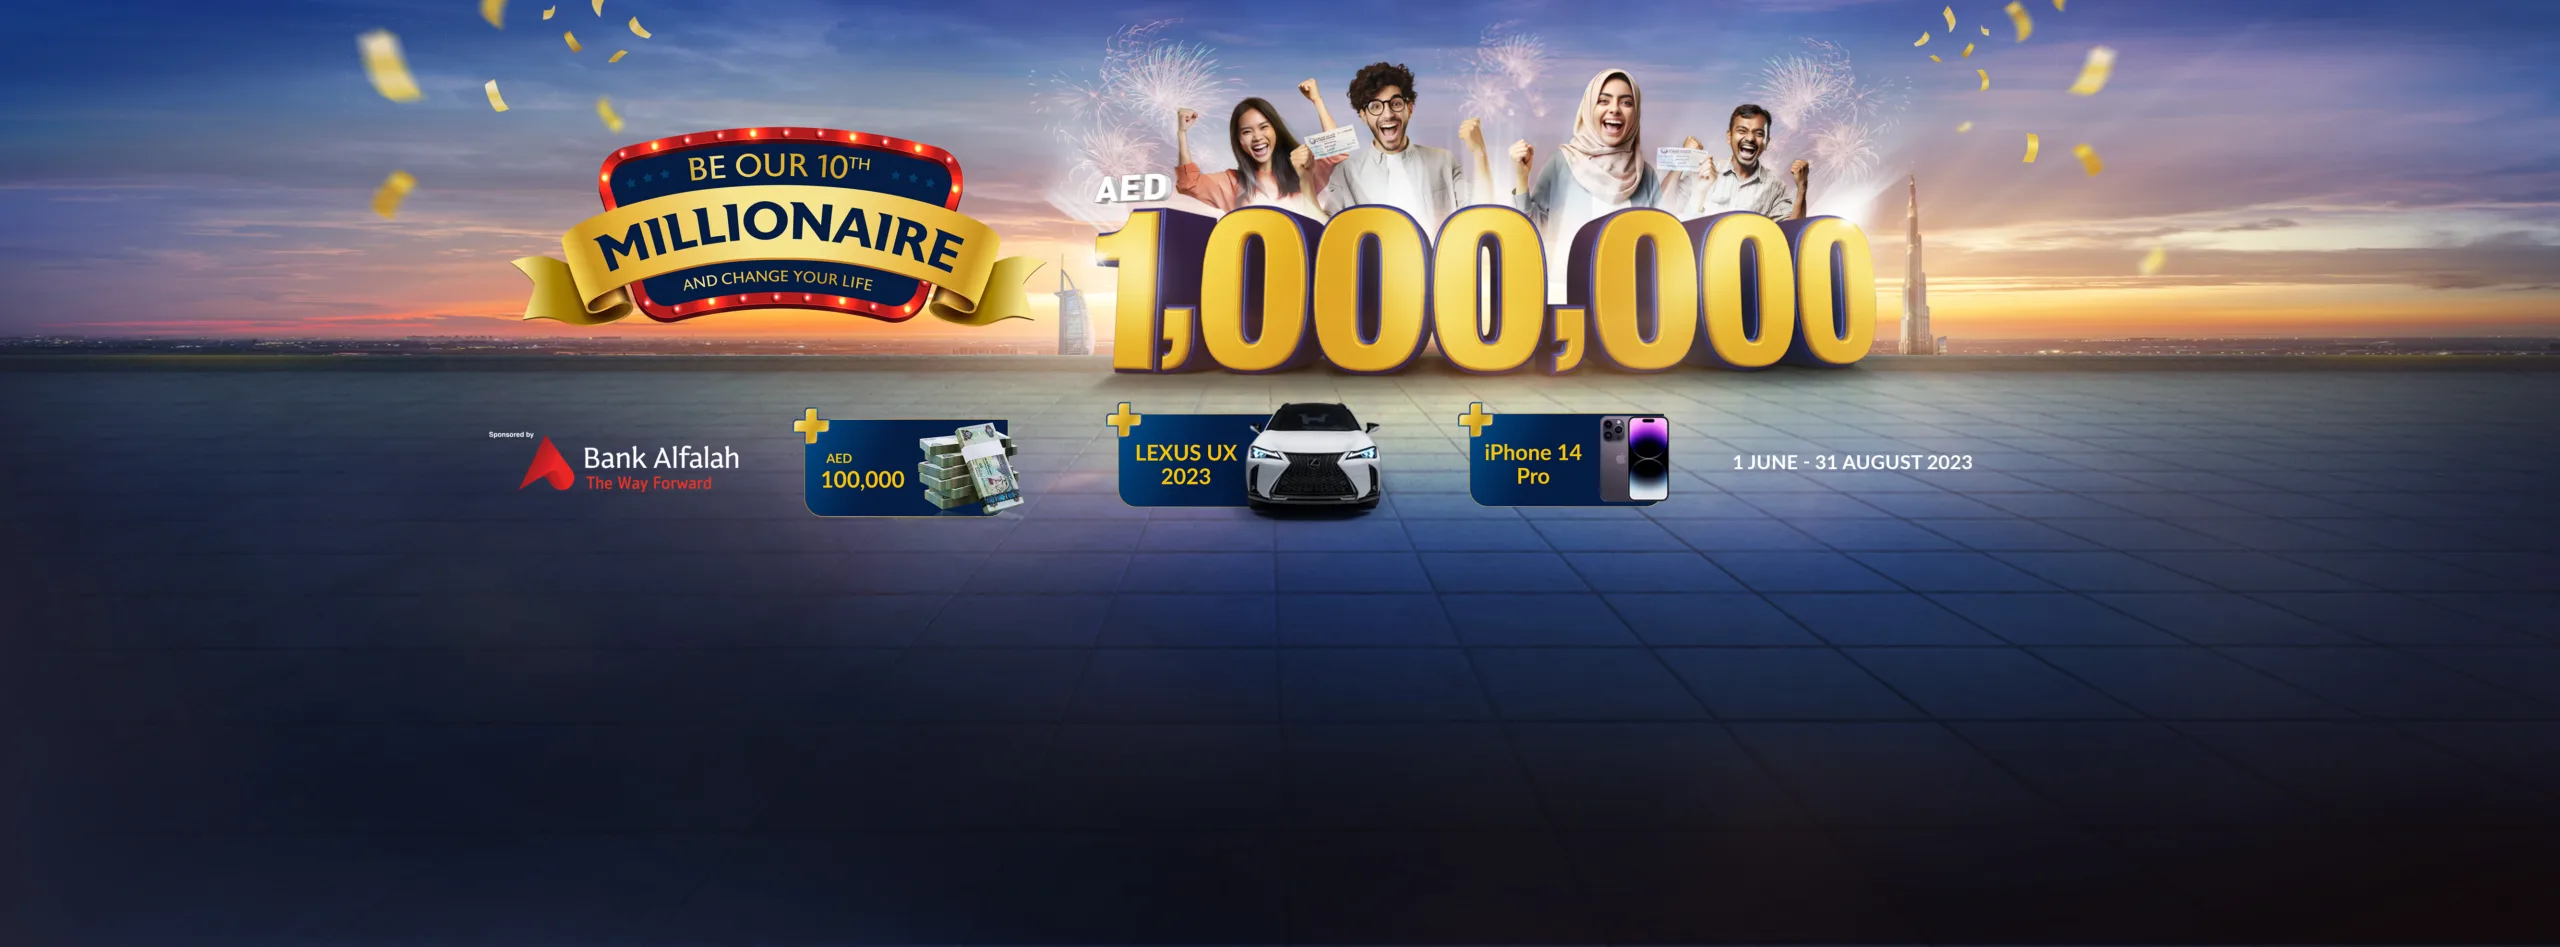 BE OUR 10TH
MILLIONAIRE
AND CHANGE YOUR LIFE
AED
1,000,000
Sponsored by
Bank Alfalah
The Way Forward
AED
100,000
LEXUS UX
2023
iPhone 14
Pro
1 JUNE - 31 AUGUST 2023